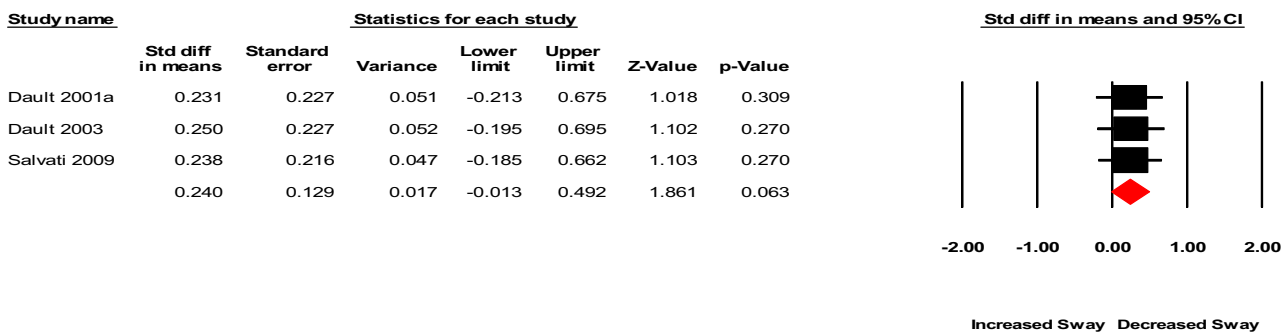 Study name Statistics for each study Std diff in means and 95% CI
Std diff Standard Lower Upper
in means error Variance limit limit Z-Value p-Value
Dault 2001a 0.231 0.227 0.051 -0.213 0.675 1.018 0.309
Dault 2003 0.250 0.227 0.052 -0.195 0.695 1.102 0.270
Salvati 2009 0.238 0.216 0.047 -0.185 0.662 1.103 0.270
0.240 0.129 0.017 -0.013 0.492 1.861 0.063
-2.00 -1.00 0.00 1.00 2.00
Increased Sway Decreased Sway